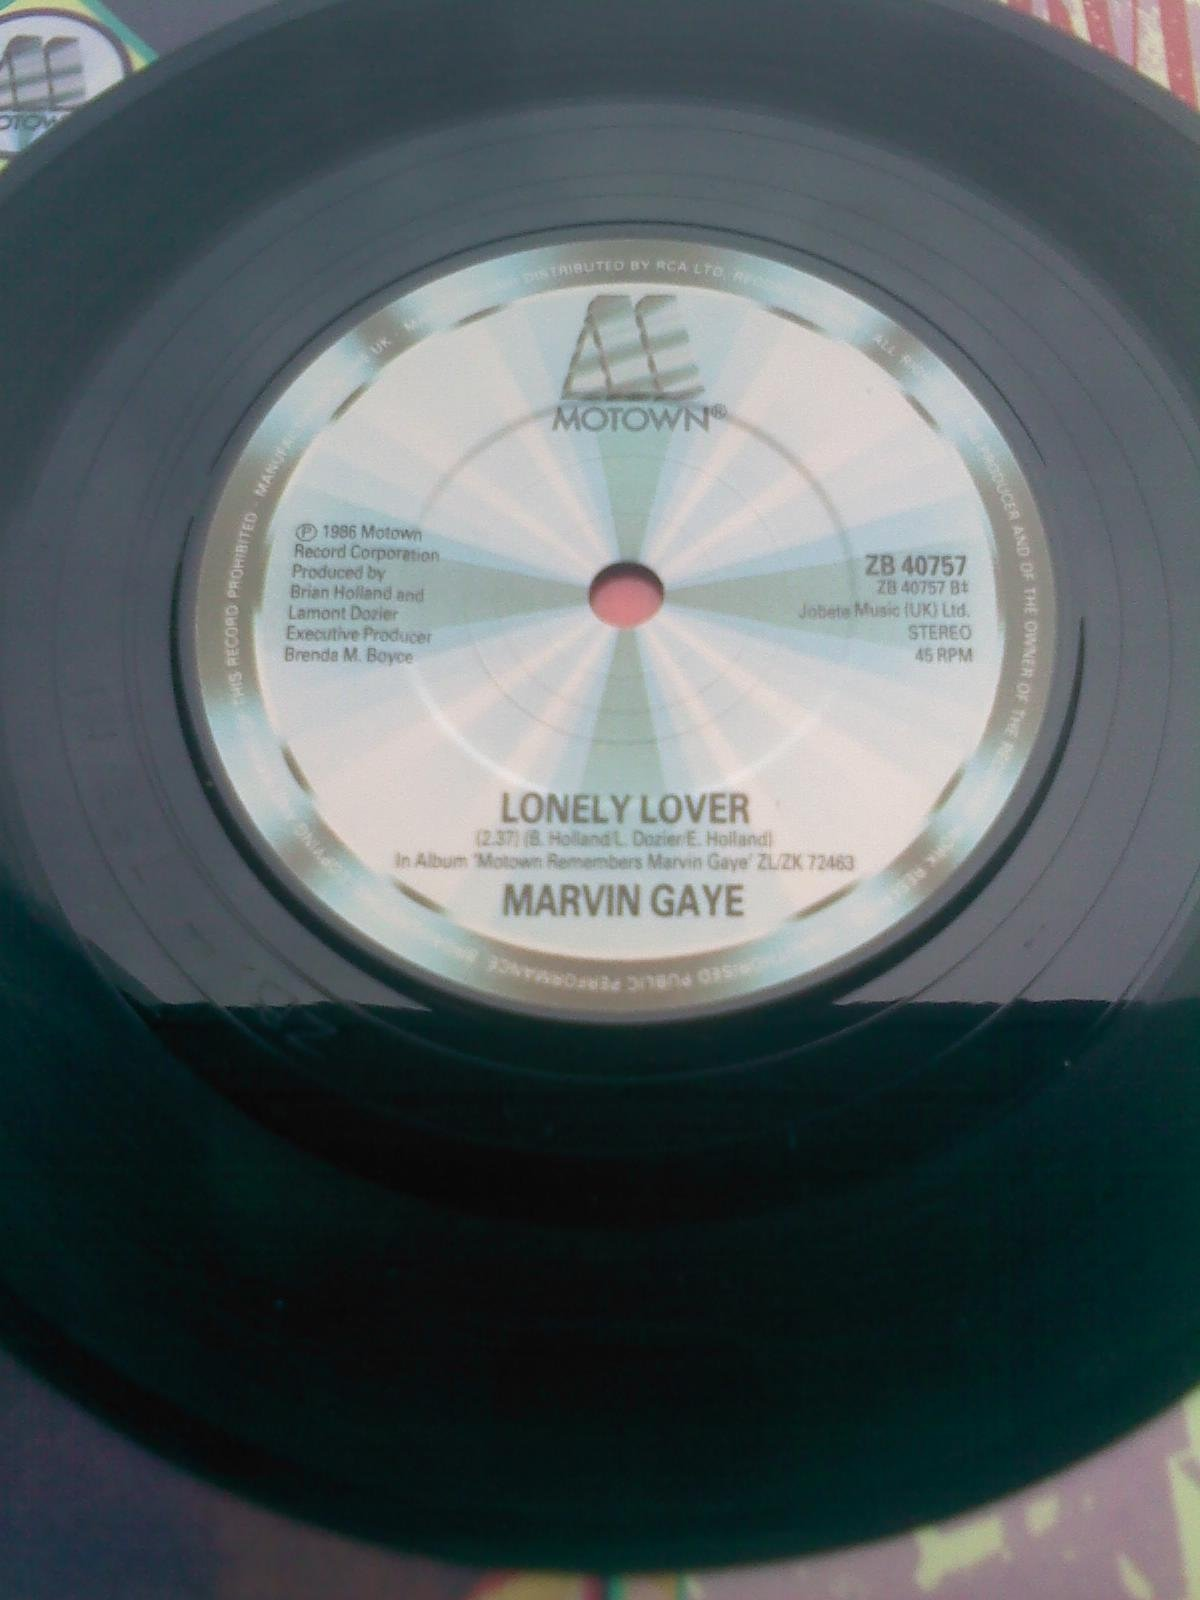 MOTOWN
DISTRIBUTED BY RCA LTD.
ALL
PRODUCER AND OF THE OWNER OF THE
PUBLIC PERFORMANCE
THIS RECORD PROHIBITED
UK
MOTOWN®
Ⓟ 1986 Motown
Record Corporation
Produced by
Brian Holland and
Lamont Dozier
Executive Producer
Brenda M. Boyce
ZB 40757
ZB 40757 B‡
Jobete Music (UK) Ltd.
STEREO
45 RPM
LONELY LOVER
(2.37) (B. Holland/L. Dozier/E. Holland)
In Album 'Motown Remembers Marvin Gaye' ZL/ZK 72463
MARVIN GAYE